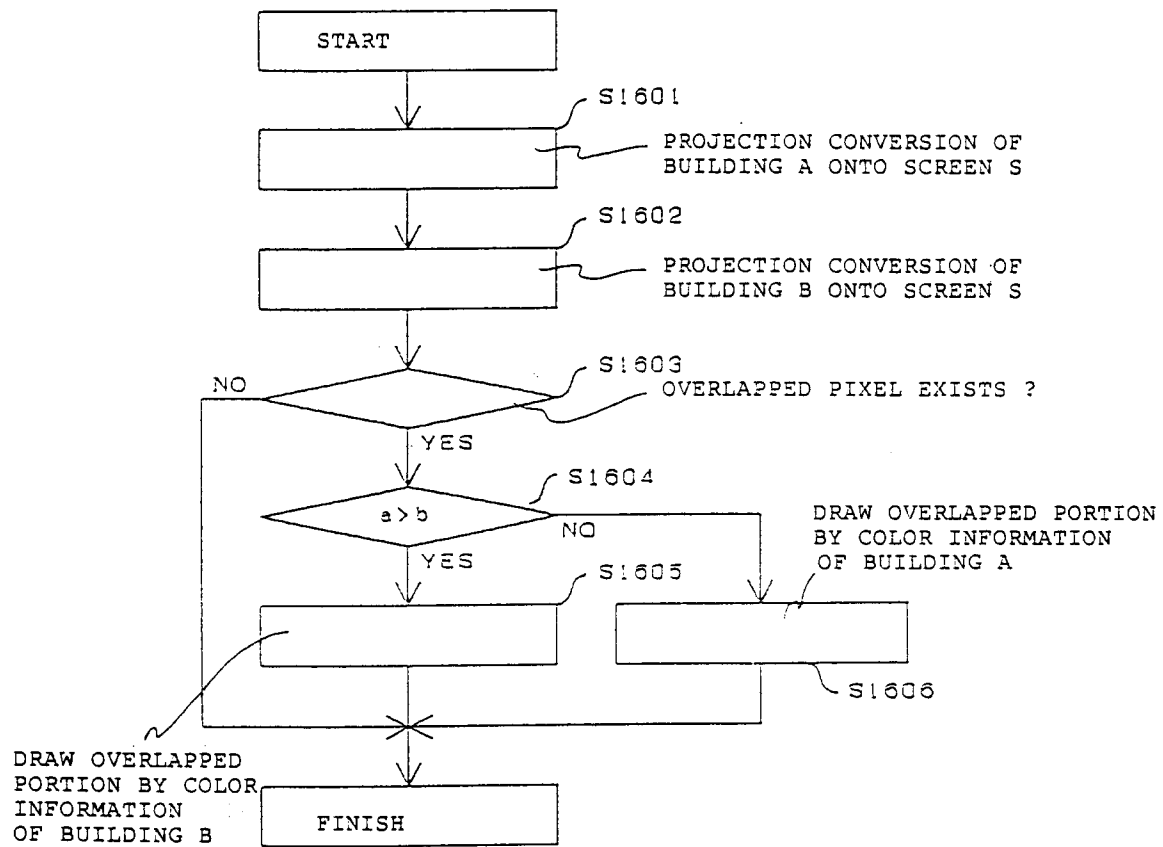 START
S1601
PROJECTION CONVERSION OF
BUILDING A ONTO SCREEN S
S1602
PROJECTION CONVERSION OF
BUILDING B ONTO SCREEN S
S1603
NO
OVERLAPPED PIXEL EXISTS ?
YES
S1604
a>b
NO
DRAW OVERLAPPED PORTION
BY COLOR INFORMATION
OF BUILDING A
YES
S1605
S1606
DRAW OVERLAPPED
PORTION BY COLOR
INFORMATION
OF BUILDING B
FINISH